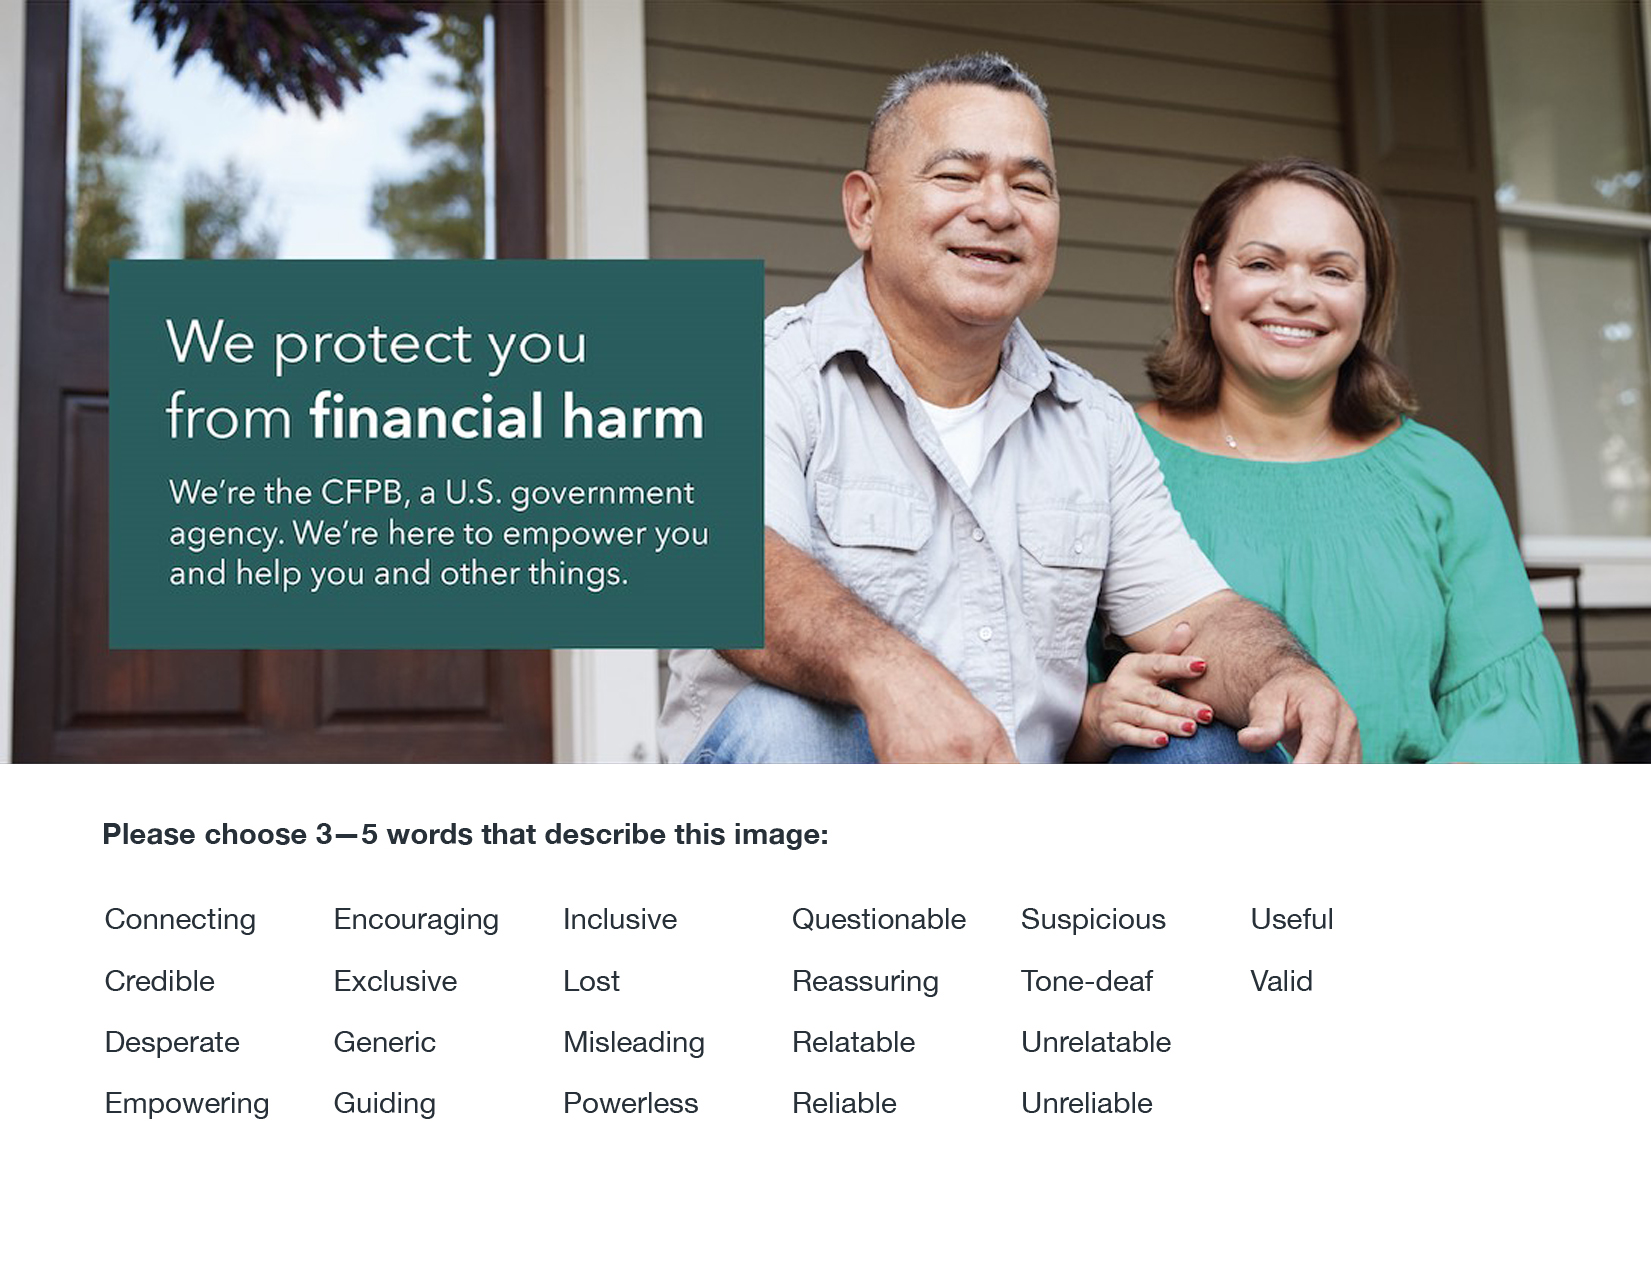 We protect you
from financial harm
We're the CFPB, a U.S. government
agency. We're here to empower you
and help you and other things.
Please choose 3—5 words that describe this image:
Connecting Encouraging Inclusive Questionable Suspicious Useful
Credible Exclusive Lost Reassuring Tone-deaf Valid
Desperate Generic Misleading Relatable Unrelatable
Empowering Guiding Powerless Reliable Unreliable